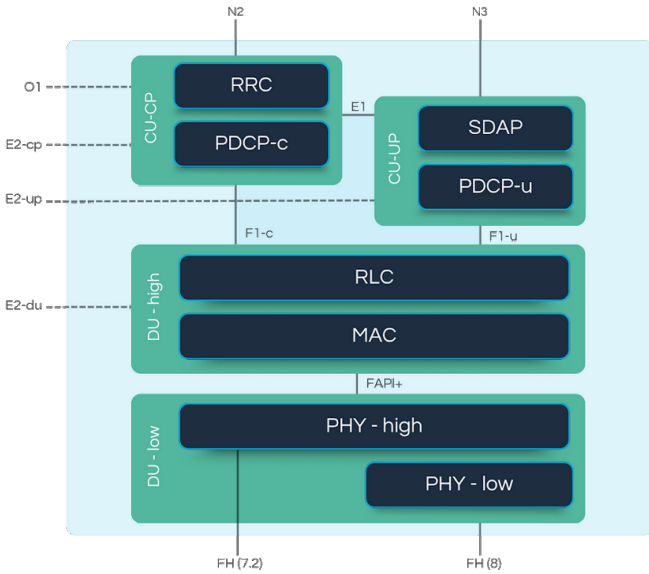 N2
N3
O1
RRC
E1
CU-CP
SDAP
E2-cp
PDCP-c
CU-UP
PDCP-u
E2-up
F1-c
F1-u
RLC
DU - high
E2-du
MAC
FAPI+
PHY - high
DU - low
PHY - low
FH (7.2)
FH (8)